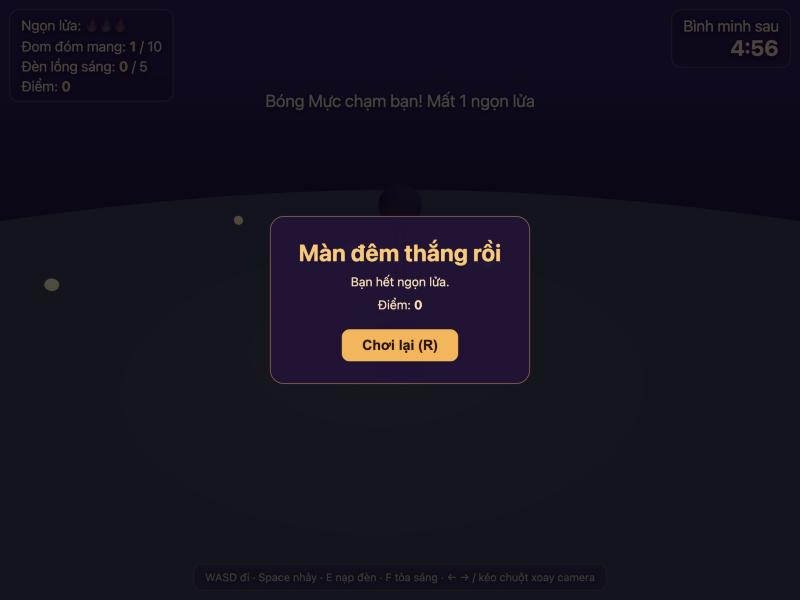 Ngọn lửa:
Đom đóm mang: 1 / 10
Đèn lồng sáng: 0 / 5
Điểm: 0
Bình minh sau
4:56
Bóng Mực chạm bạn! Mất 1 ngọn lửa
Màn đêm thắng rồi
Bạn hết ngọn lửa.
Điểm: 0
Chơi lại (R)
WASD đi · Space nhảy · E nạp đèn · F tỏa sáng · ← → / kéo chuột xoay camera